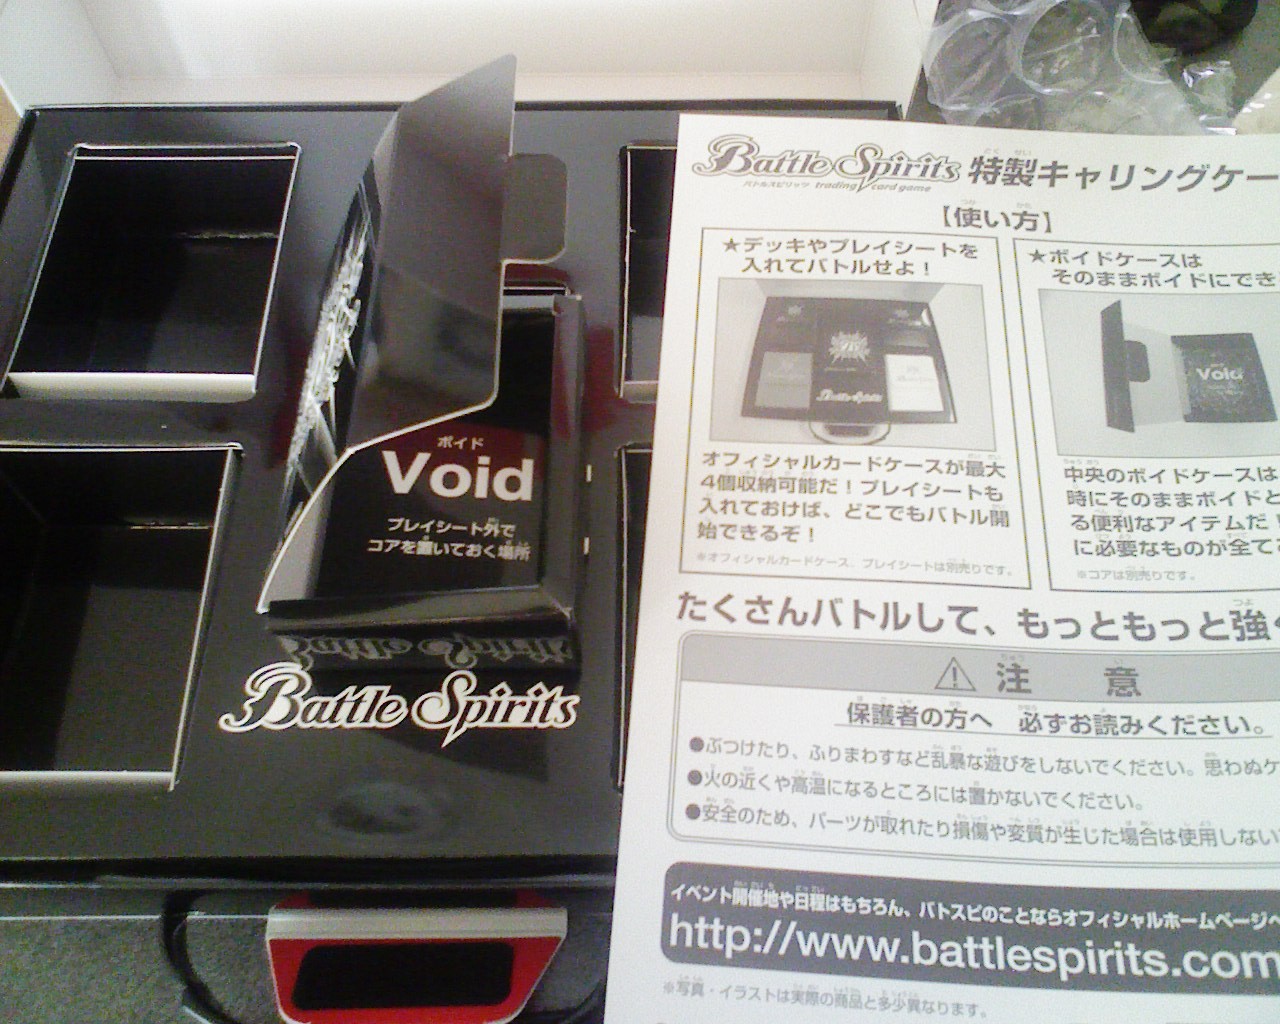 ボイド
Void
プレイシート外で
コアを置いておく場所
Battle Spirits
Battle Spirits
Battle Spirits 特製キャリングケー
バトルスピリッツ trading card game
【使い方】
★デッキやプレイシートを
入れてバトルせよ！
Battle Spirits
オフィシャルカードケースが最大
4個収納可能だ！プレイシートも
入れておけば、どこでもバトル開
始できるぞ！
※オフィシャルカードケース、プレイシートは別売りです。
★ボイドケースは
そのままボイドにでき
Void
中央のボイドケースは
時にそのままボイドと
る便利なアイテムだ
に必要なものが全て
※コアは別売りです。
たくさんバトルして、もっともっと強く
⚠注 意
保護者の方へ 必ずお読みください。
●ぶつけたり、ふりまわすなど乱暴な遊びをしないでください。思わぬケ
●火の近くや高温になるところには置かないでください。
●安全のため、パーツが取れたり損傷や変質が生じた場合は使用しない
イベント開催地や日程はもちろん、バトスピのことならオフィシャルホームページへ
http://www.battlespirits.com
※写真・イラストは実際の商品と多少異なります。